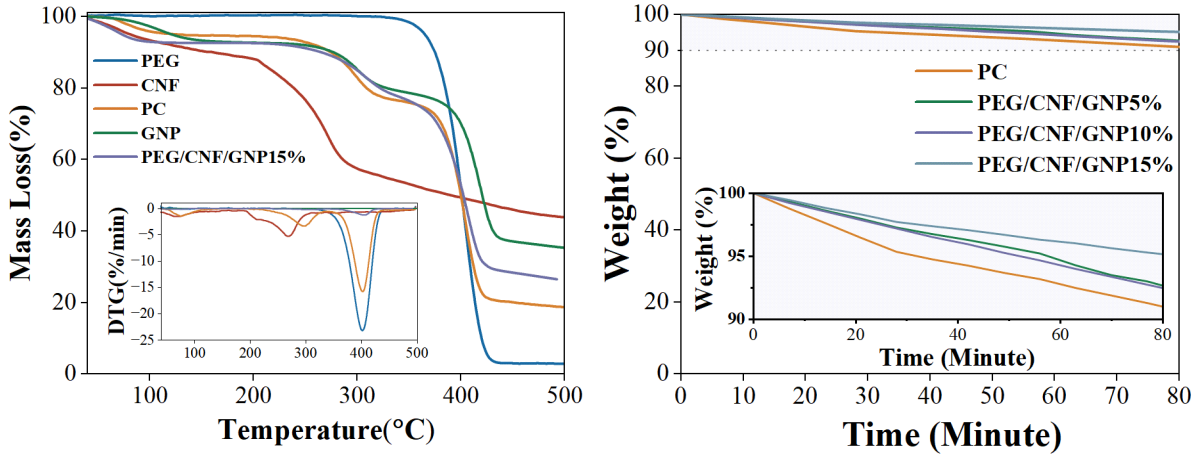 Mass Loss(%)
100
80
60
40
20
0
PEG
CNF
PC
GNP
PEG/CNF/GNP15%
DTG(%/min)
0
−5
−10
−15
−20
−25
100
200
300
400
500
100
200
300
400
500
Temperature(°C)
Weight (%)
100
90
80
60
40
20
0
PC
PEG/CNF/GNP5%
PEG/CNF/GNP10%
PEG/CNF/GNP15%
Weight (%)
100
95
90
0
20
40
60
80
Time (Minute)
0
10
20
30
40
50
60
70
80
Time (Minute)